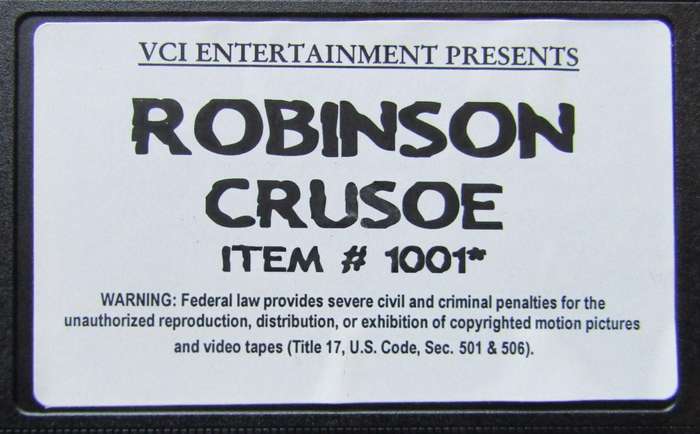 VCI ENTERTAINMENT PRESENTS
ROBINSON
CRUSOE
ITEM # 1001*
WARNING: Federal law provides severe civil and criminal penalties for the
unauthorized reproduction, distribution, or exhibition of copyrighted motion pictures
and video tapes (Title 17, U.S. Code, Sec. 501 & 506).